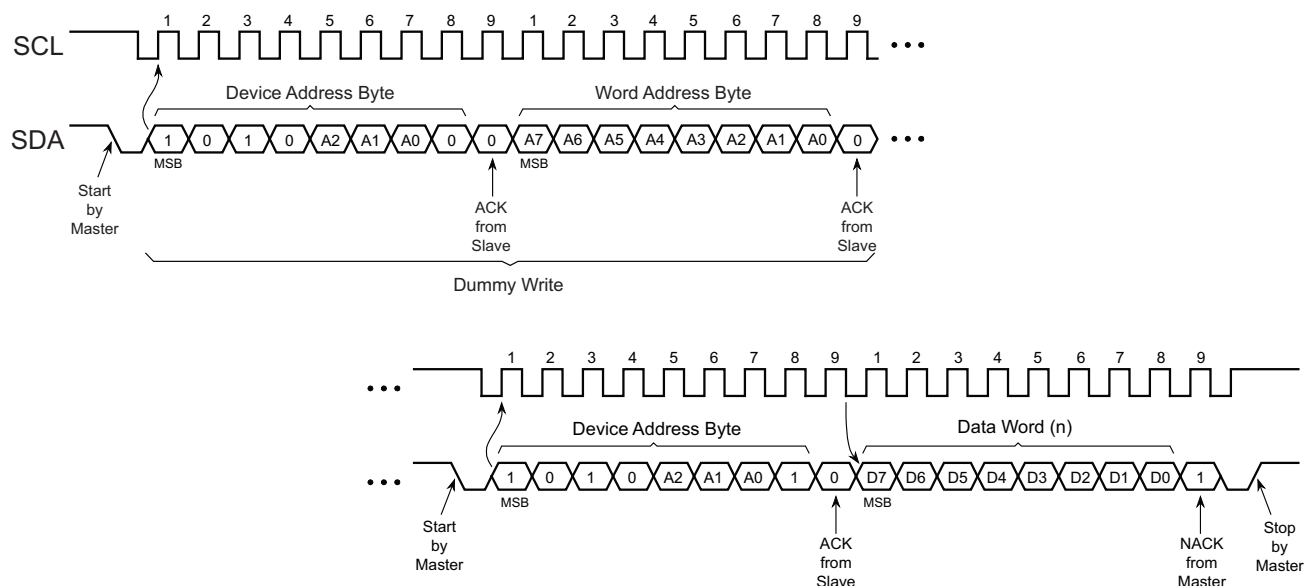 1 2 3 4 5 6 7 8 9 1 2 3 4 5 6 7 8 9
SCL
Device Address Byte Word Address Byte
SDA 1 0 1 0 A2 A1 A0 0 0 A7 A6 A5 A4 A3 A2 A1 A0 0
MSB MSB
Start
by
Master
ACK
from
Slave
ACK
from
Slave
Dummy Write
1 2 3 4 5 6 7 8 9 1 2 3 4 5 6 7 8 9
Device Address Byte Data Word (n)
1 0 1 0 A2 A1 A0 1 0 D7 D6 D5 D4 D3 D2 D1 D0 1
MSB MSB
Start
by
Master
ACK
from
Slave
NACK
from
Master
Stop
by
Master